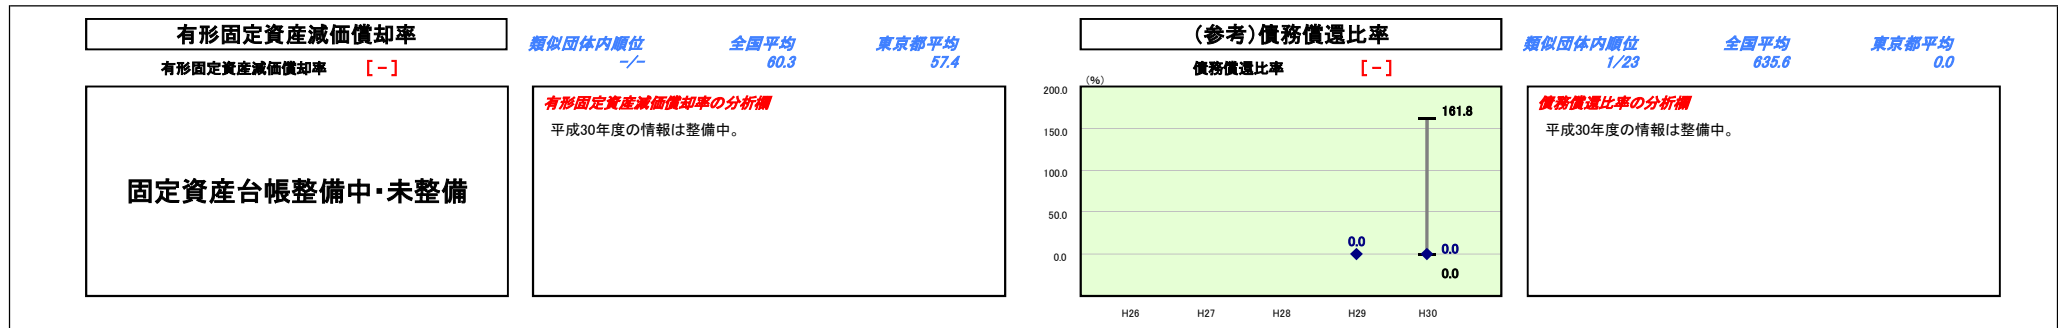 有形固定資産減価償却率
有形固定資産減価償却率 [-]
類似団体内順位 全国平均 東京都平均
-/- 60.3 57.4
固定資産台帳整備中・未整備
有形固定資産減価償却率の分析欄
平成30年度の情報は整備中。
(参考)債務償還比率
債務償還比率 [-]
類似団体内順位 全国平均 東京都平均
1/23 635.6 0.0
(%)
200.0
150.0
100.0
50.0
0.0
161.8
0.0
0.0
0.0
H26 H27 H28 H29 H30
債務償還比率の分析欄
平成30年度の情報は整備中。